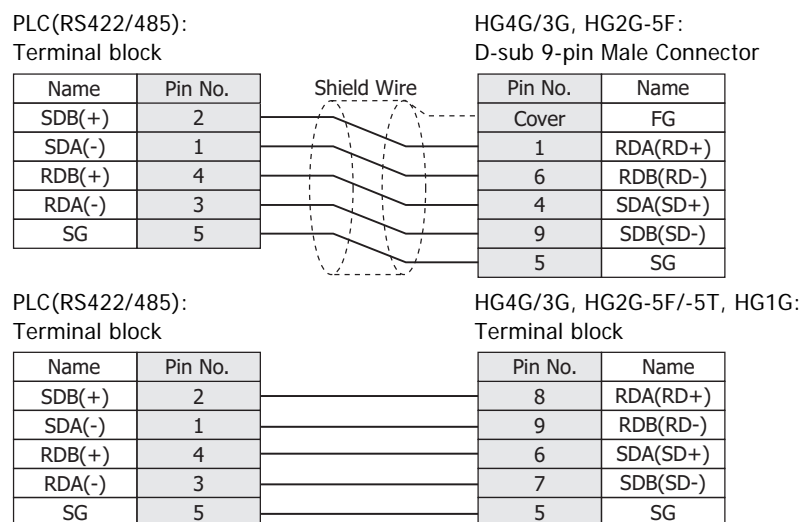 PLC(RS422/485):
Terminal block
HG4G/3G, HG2G-5F:
D-sub 9-pin Male Connector
Name Pin No. Shield Wire Pin No. Name
SDB(+) 2 Cover FG
SDA(-) 1 1 RDA(RD+)
RDB(+) 4 6 RDB(RD-)
RDA(-) 3 4 SDA(SD+)
SG 5 9 SDB(SD-)
5 SG
PLC(RS422/485):
Terminal block
HG4G/3G, HG2G-5F/-5T, HG1G:
Terminal block
Name Pin No. Pin No. Name
SDB(+) 2 8 RDA(RD+)
SDA(-) 1 9 RDB(RD-)
RDB(+) 4 6 SDA(SD+)
RDA(-) 3 7 SDB(SD-)
SG 5 5 SG